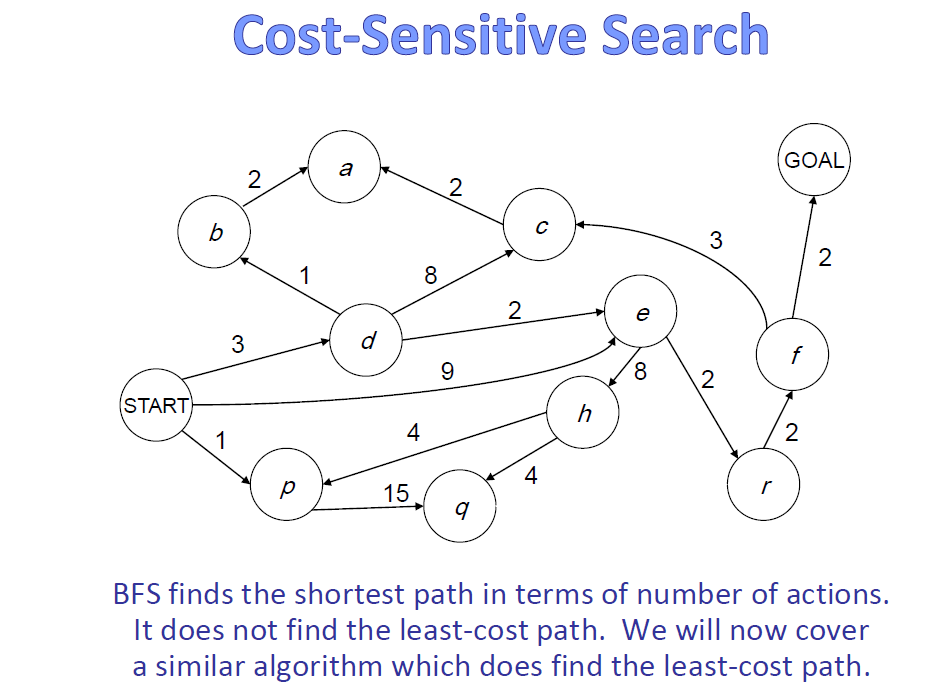 Cost-Sensitive Search
GOAL
a
2
2
b
c
3
2
1
8
e
2
d
f
3
9
8
2
START
h
1
4
2
4
p
15
q
r
BFS finds the shortest path in terms of number of actions.
It does not find the least-cost path.  We will now cover
a similar algorithm which does find the least-cost path.